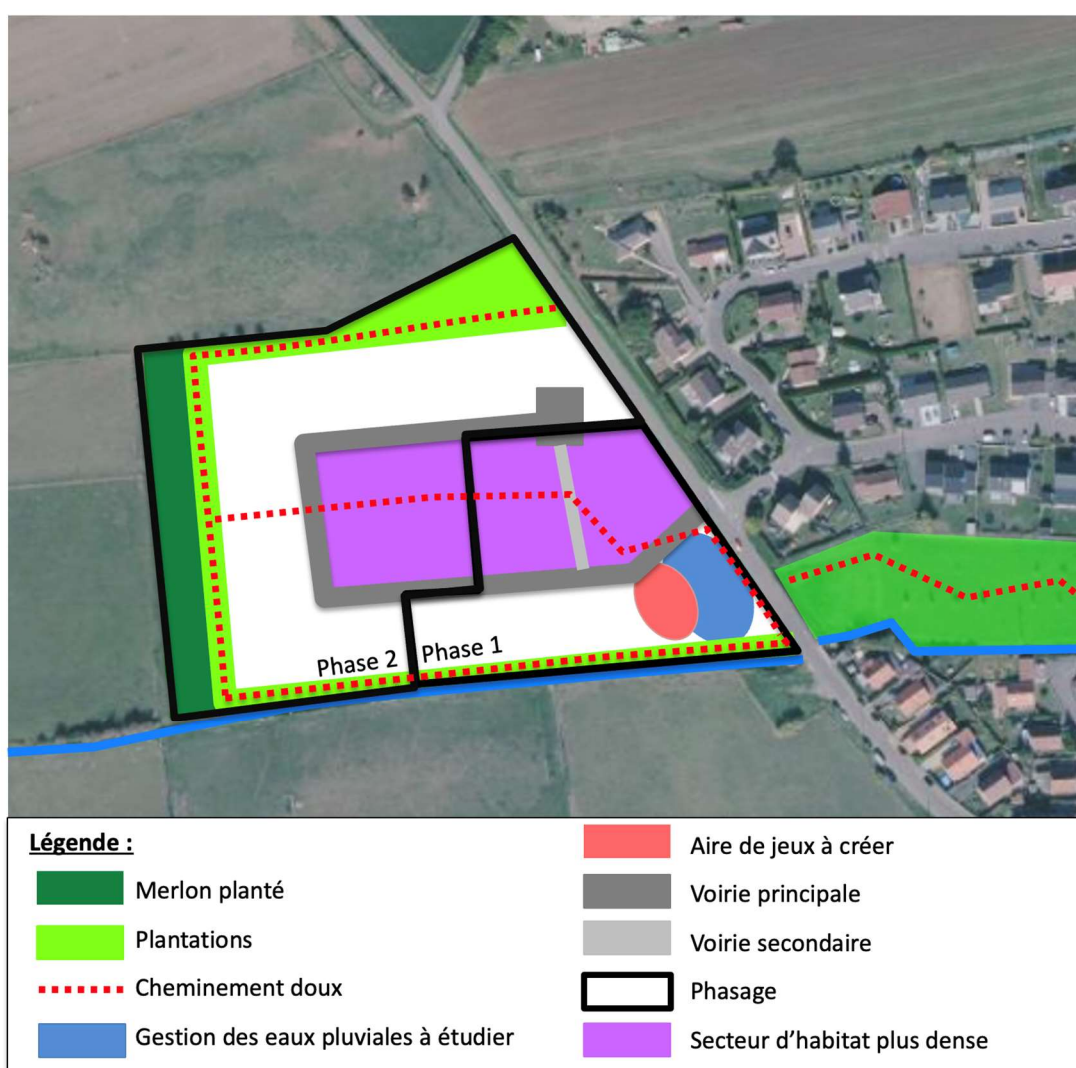 Phase 2
Phase 1
Légende :
Merlon planté
Plantations
Cheminement doux
Gestion des eaux pluviales à étudier
Aire de jeux à créer
Voirie principale
Voirie secondaire
Phasage
Secteur d'habitat plus dense